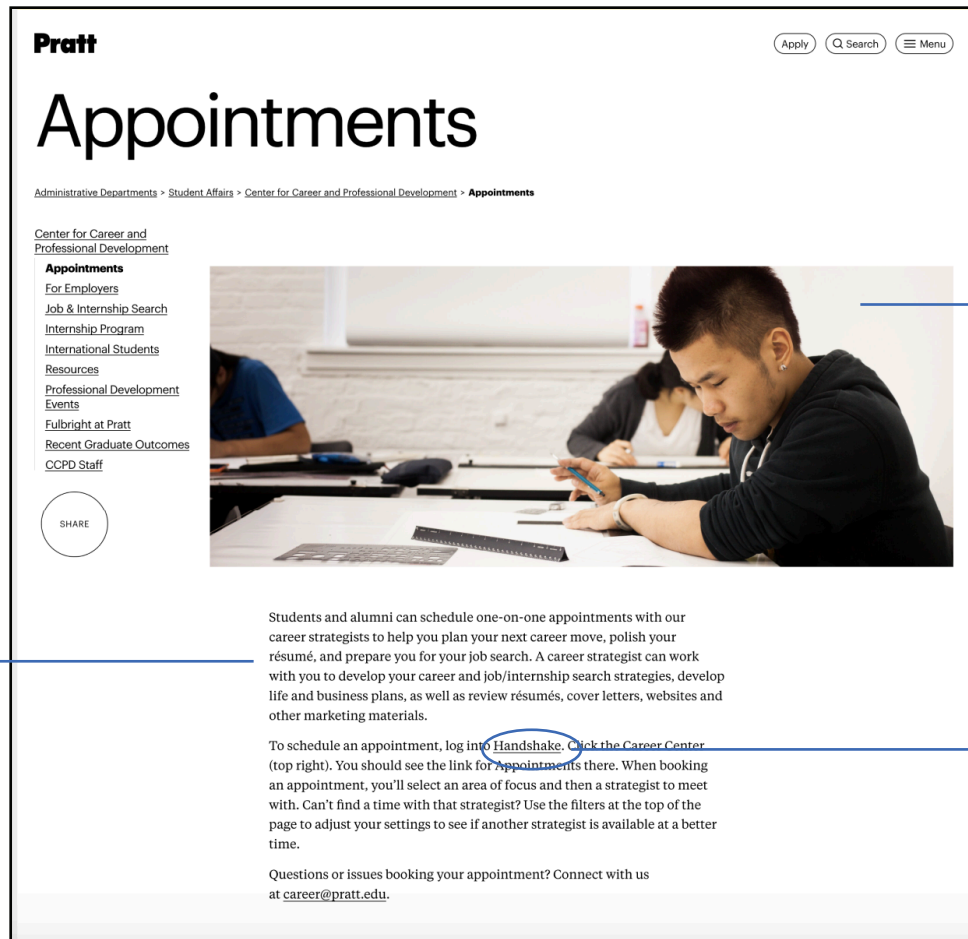 Pratt
Apply
Search
Menu
Appointments
Administrative Departments > Student Affairs > Center for Career and Professional Development > Appointments
Center for Career and
Professional Development
Appointments
For Employers
Job & Internship Search
Internship Program
International Students
Resources
Professional Development
Events
Fulbright at Pratt
Recent Graduate Outcomes
CCPD Staff
SHARE
Students and alumni can schedule one-on-one appointments with our
career strategists to help you plan your next career move, polish your
résumé, and prepare you for your job search. A career strategist can work
with you to develop your career and job/internship search strategies, develop
life and business plans, as well as review résumés, cover letters, websites and
other marketing materials.
To schedule an appointment, log into Handshake. Click the Career Center
(top right). You should see the link for Appointments there. When booking
an appointment, you'll select an area of focus and then a strategist to meet
with. Can't find a time with that strategist? Use the filters at the top of the
page to adjust your settings to see if another strategist is available at a better
time.
Questions or issues booking your appointment? Connect with us
at career@pratt.edu.